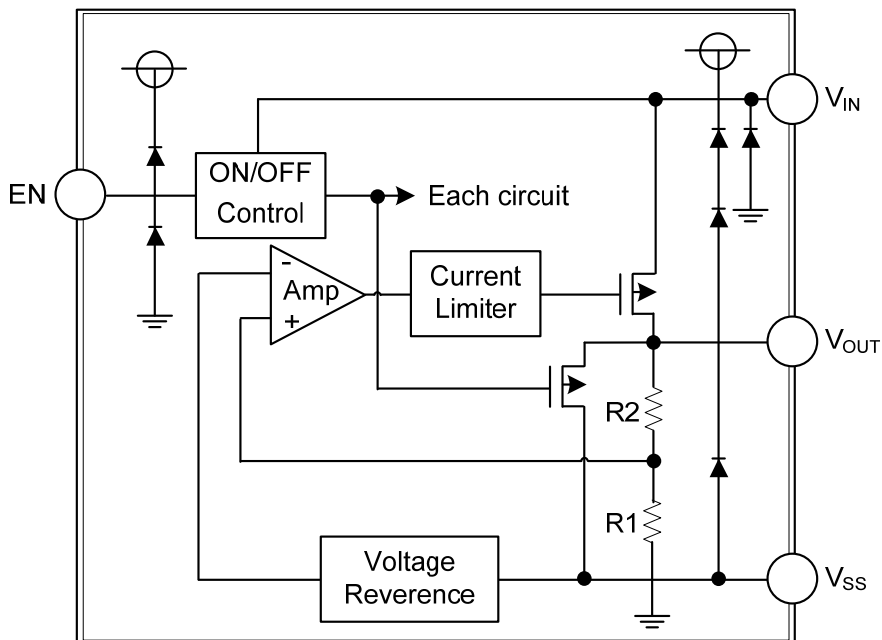 V_IN
EN
ON/OFF
Control
Each circuit
-
Amp
+
Current
Limiter
V_OUT
R2
R1
Voltage
Reverence
V_SS